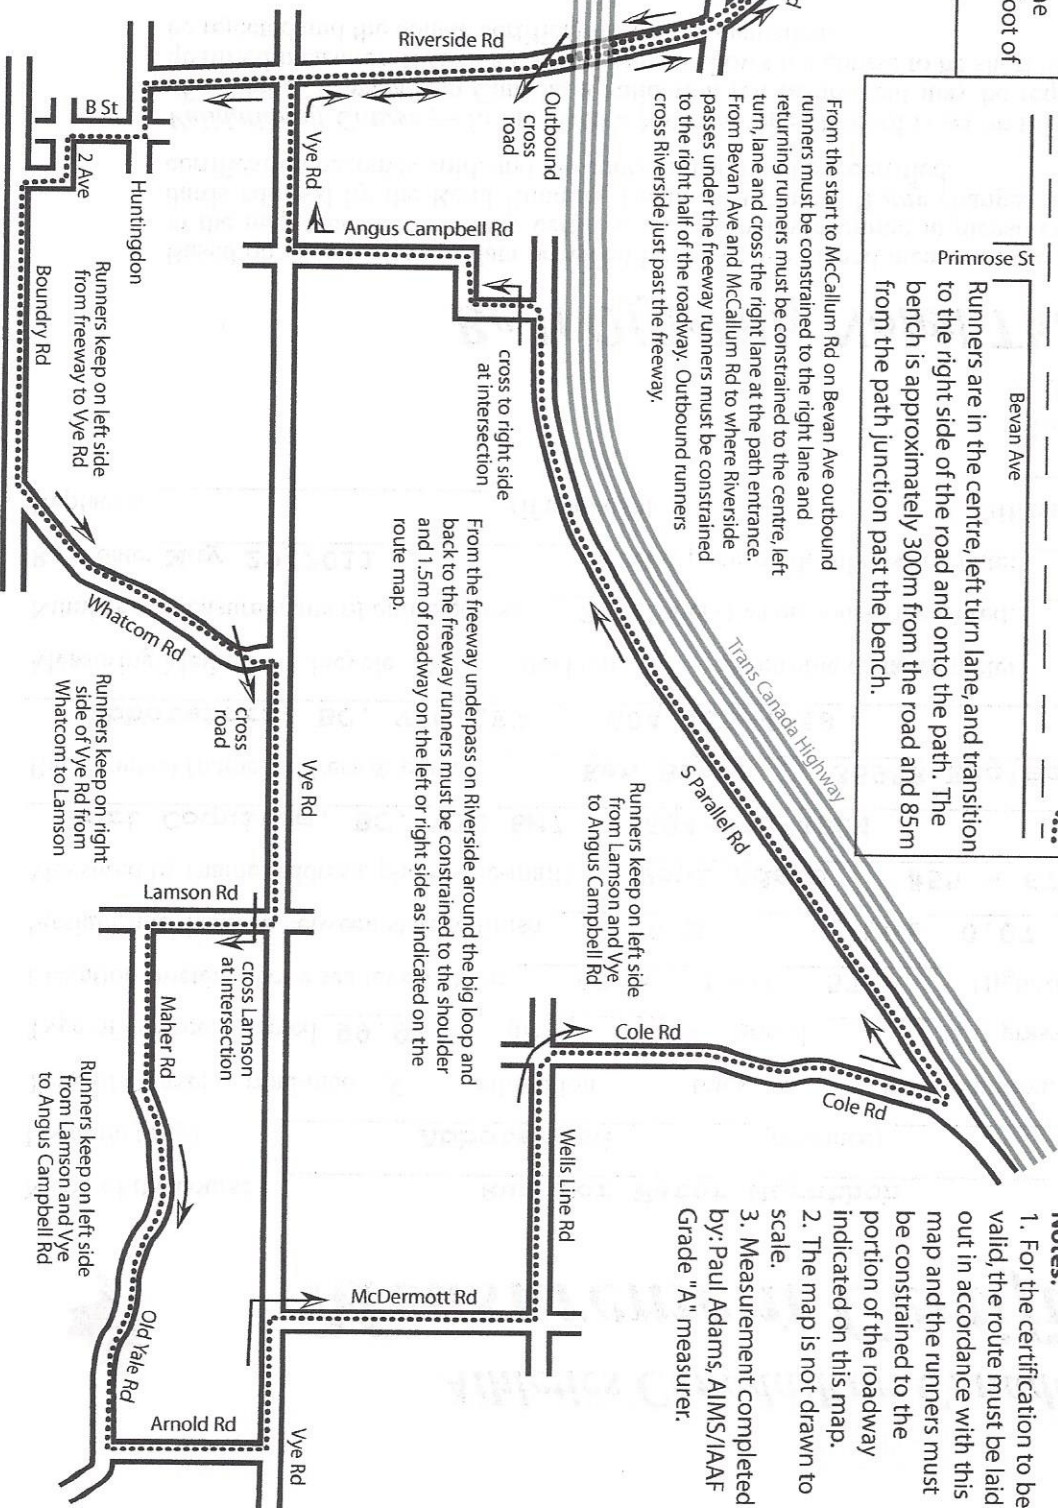 he
oot of
Primrose St
Bevan Ave
Runners are in the centre, left turn lane, and transition
to the right side of the road and onto the path. The
bench is approximately 300m from the road and 85m
from the path junction past the bench.
From the start to McCallum Rd on Bevan Ave outbound
runners must be constrained to the right lane and
returning runners must be constrained to the centre, left
turn, lane and cross the right lane at the path entrance.
From Bevan Ave and McCallum Rd to where Riverside
passes under the freeway runners must be constrained
to the right half of the roadway. Outbound runners
cross Riverside just past the freeway.
Riverside Rd
Outbound
cross
road
Vye Rd
Angus Campbell Rd
B St
2 Ave
Huntingdon
Boundry Rd
Runners keep on left side
from freeway to Vye Rd
cross to right side
at intersection
From the freeway underpass on Riverside around the big loop and
back to the freeway runners must be constrained to the shoulder
and 1.5m of roadway on the left or right side as indicated on the
route map.
Trans Canada Highway
S Parallel Rd
Whatcom Rd
cross
road
Runners keep on right
side of Vye Rd from
Whatcom to Lamson
Vye Rd
Runners keep on left side
from Lamson and Vye
to Angus Campbell Rd
Lamson Rd
cross Lamson
at intersection
Maher Rd
Runners keep on left side
from Lamson and Vye
to Angus Campbell Rd
Cole Rd
Cole Rd
Wells Line Rd
McDermott Rd
Old Yale Rd
Arnold Rd
Vye Rd
Notes:
1. For the certification to be
valid, the route must be laid
out in accordance with this
map and the runners must
be constrained to the
portion of the roadway
indicated on this map.
2. The map is not drawn to
scale.
3. Measurement completed
by: Paul Adams, AIMS/IAAF
Grade "A" measurer.